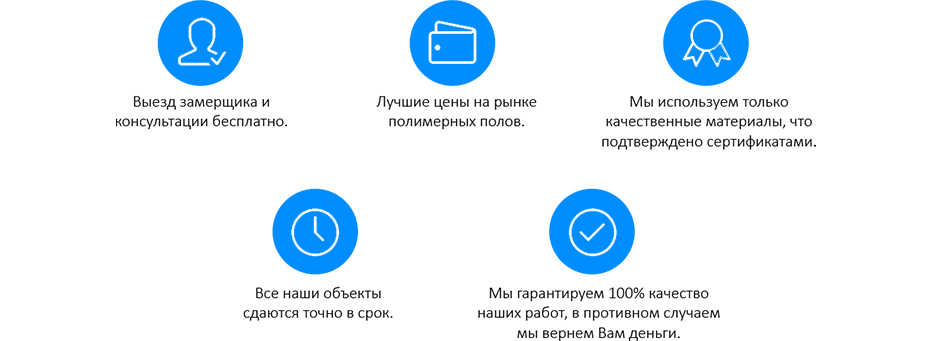 Выезд замерщика и
консультации бесплатно.
Лучшие цены на рынке
полимерных полов.
Мы используем только
качественные материалы, что
подтверждено сертификатами.
Все наши объекты
сдаются точно в срок.
Мы гарантируем 100% качество
наших работ, в противном случаем
мы вернем Вам деньги.